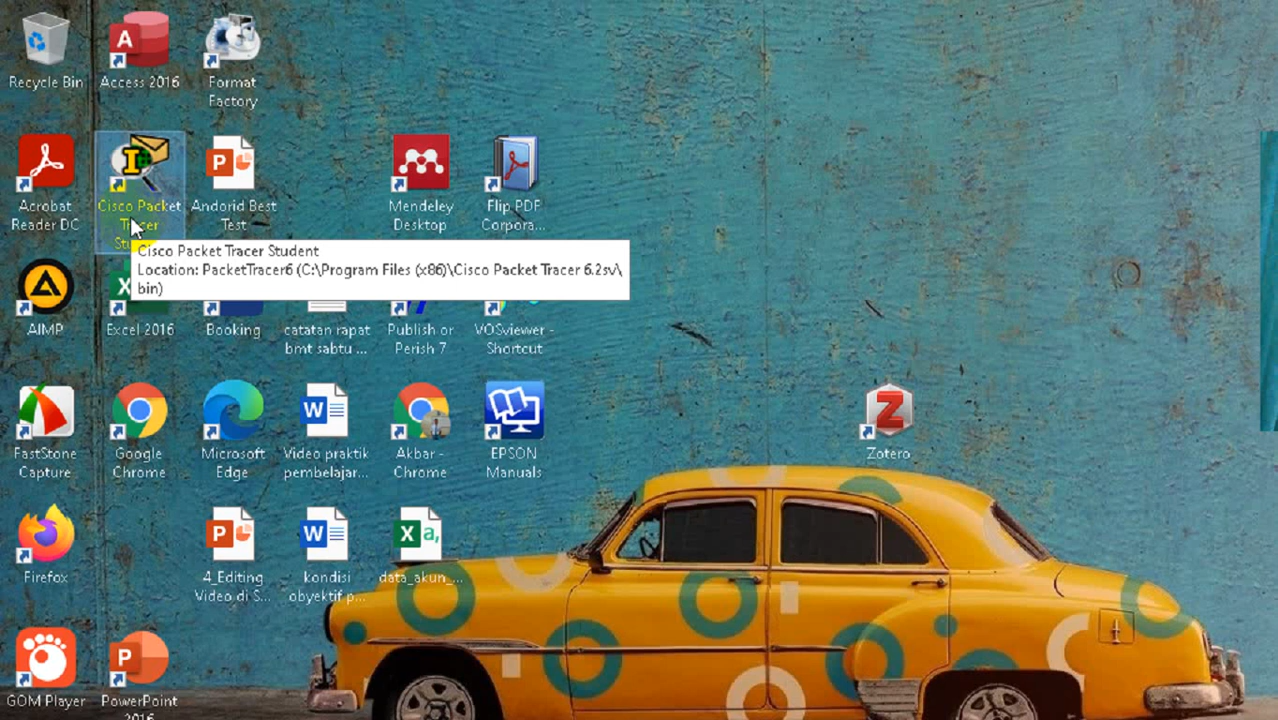 Recycle Bin
Access 2016
Format
Factory
Acrobat
Reader DC
Cisco Packet
Tracer
Andorid Best
Test
Mendeley
Desktop
Flip PDF
Corpora...
Cisco Packet Tracer Student
Location: PacketTracer6 (C:\Program Files (x86)\Cisco Packet Tracer 6.2sv\
bin)
AIMP
Excel 2016
Booking
catatan rapat
bmt sabtu ...
Publish or
Perish 7
VOSviewer -
Shortcut
FastStone
Capture
Google
Chrome
Microsoft
Edge
Video praktik
pembelajar...
Akbar -
Chrome
EPSON
Manuals
Zotero
Firefox
4_Editing
Video di S...
kondisi
obyektif p...
data_akun_...
GOM Player
PowerPoint
2016